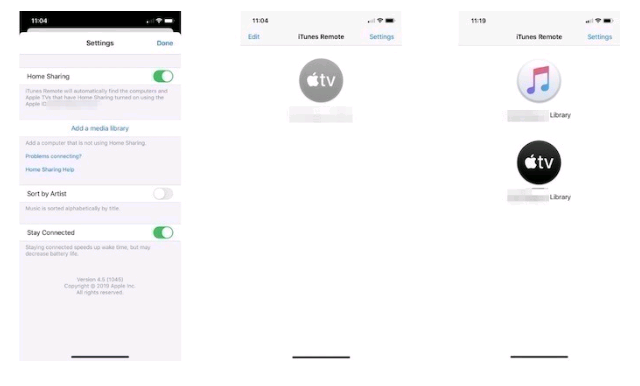 11:04
Settings
Done
Home Sharing
iTunes Remote will automatically find the computers and
Apple TVs that have Home Sharing turned on using the
Apple ID
Add a media library
Add a computer that is not using Home Sharing.
Problems connecting?
Home Sharing Help
Sort by Artist
Music is sorted alphabetically by title.
Stay Connected
Staying connected speeds up wake time, but may
decrease battery life.
Version 4.5 (1045)
Copyright © 2019 Apple Inc.
All rights reserved.
11:04
Edit
iTunes Remote
Settings
tv
11:19
iTunes Remote
Settings
Library
tv
Library